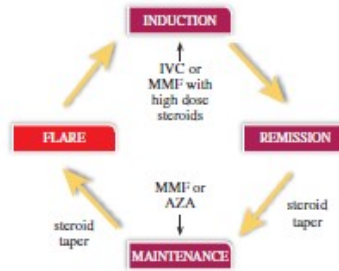 INDUCTION
IVC or
MMF with
high dose
steroids
FLARE
REMISSION
MMF or
AZA
steroid
taper
steroid
taper
MAINTENANCE